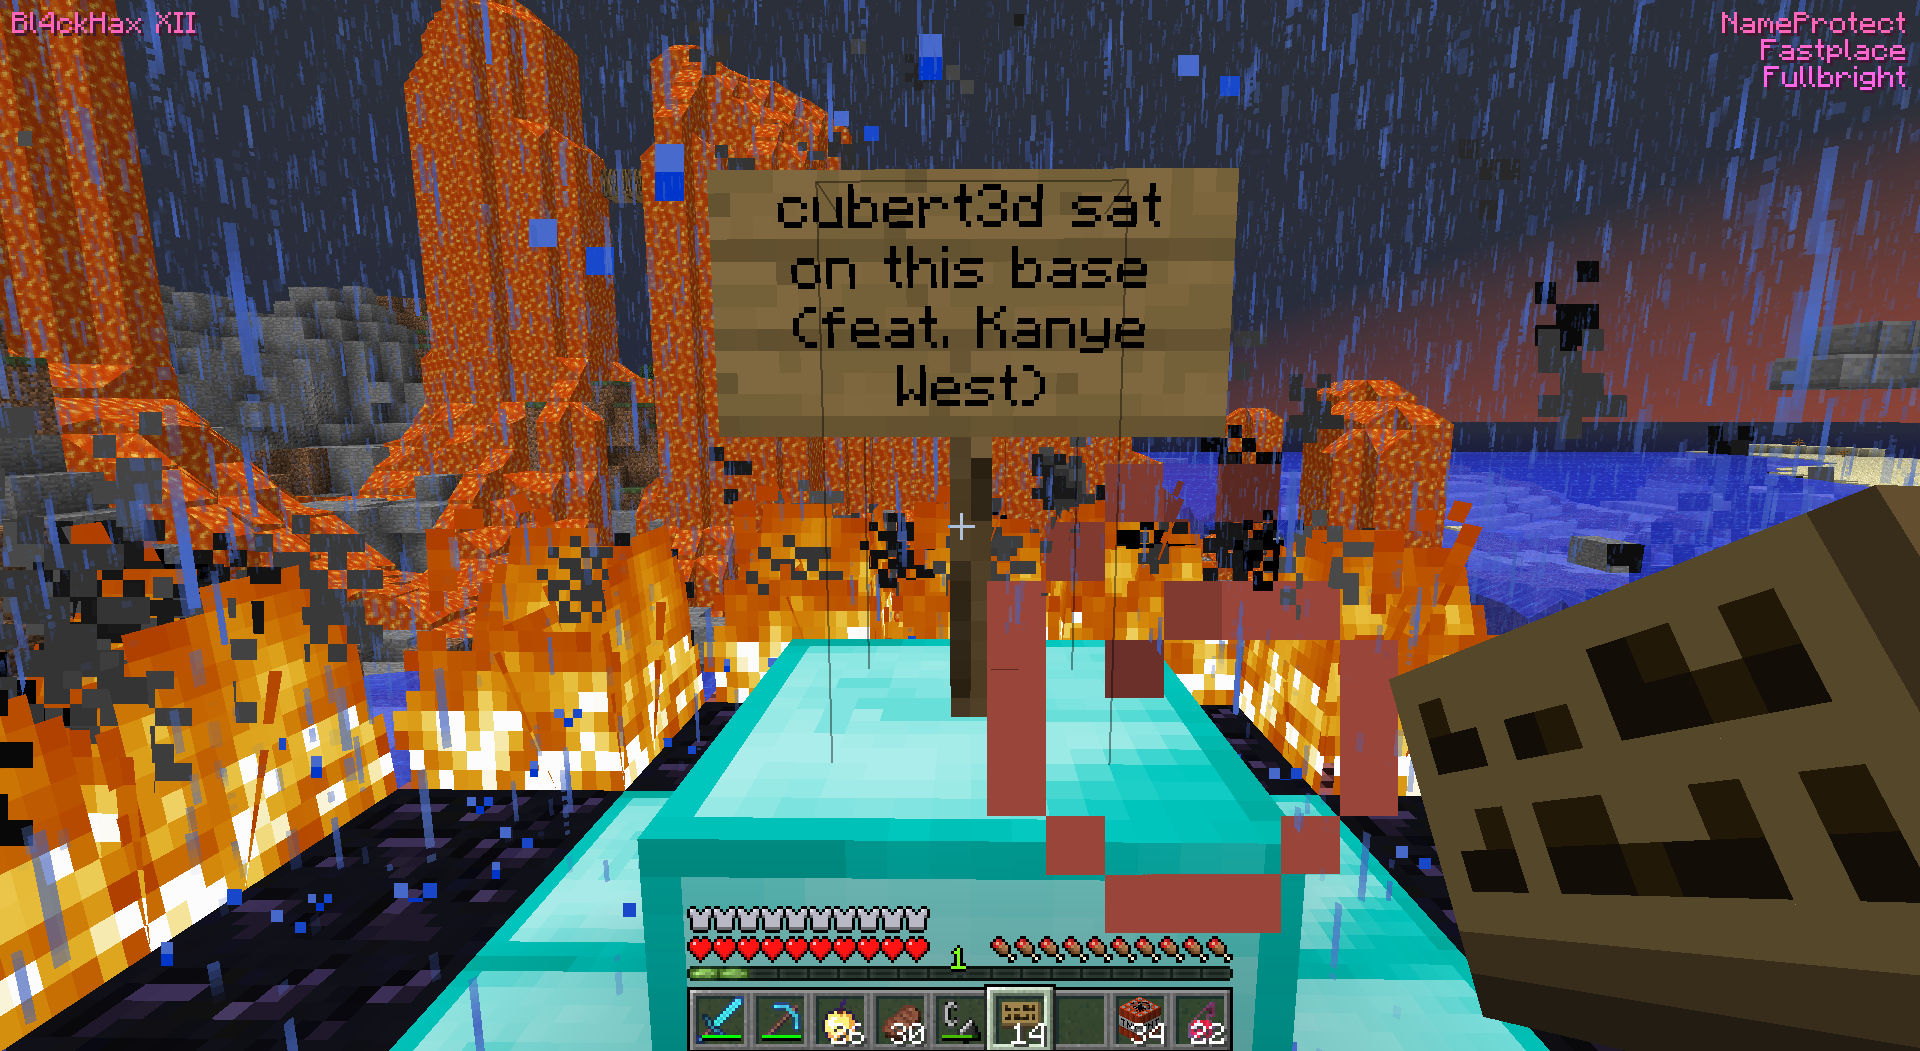 Bl4ckHax XII
NameProtect
Fastplace
Fullbright
cubert3d sat
on this base
(feat. Kanye
West)
1
26
30
14
34
22